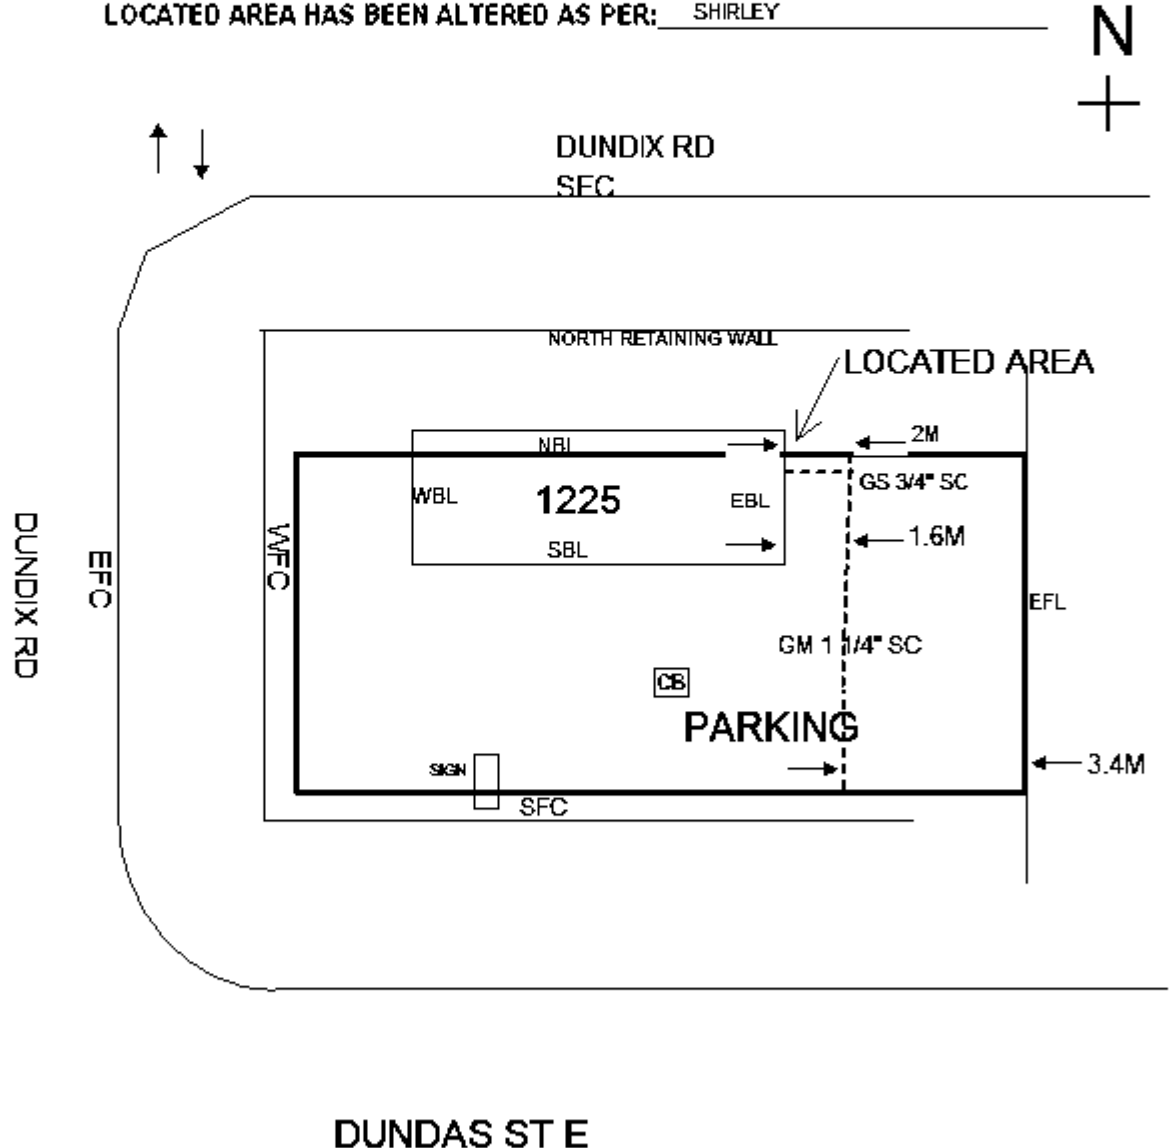 LOCATED AREA HAS BEEN ALTERED AS PER: SHIRLEY
N
DUNDIX RD
SFC
NORTH RETAINING WALL
LOCATED AREA
2M
NBL
GS 3/4" SC
WBL
1225
EBL
1.6M
SBL
WFC
DUNDIX RD
EFC
EFL
GM 1 1/4" SC
CB
PARKING
3.4M
SIGN
SFC
DUNDAS ST E